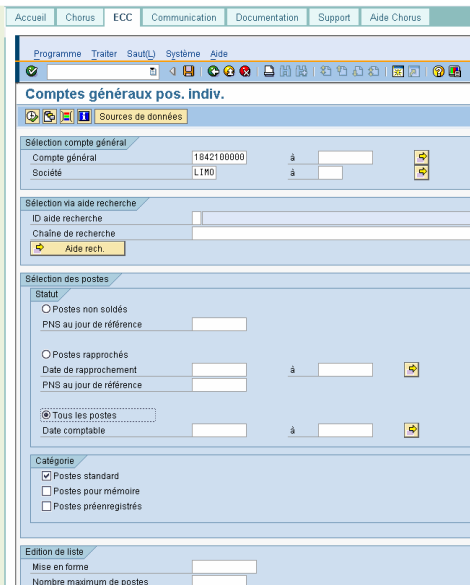 Accueil Chorus ECC Communication Documentation Support Aide Chorus
Programme Traiter Saut(L) Système Aide
Comptes généraux pos. indiv.
Sources de données
Sélection compte général
Compte général 1842100000 à
Société LIMO à
Sélection via aide recherche
ID aide recherche
Chaîne de recherche
Aide rech.
Sélection des postes
Statut
Postes non soldés
PNS au jour de référence
Postes rapprochés
Date de rapprochement à
PNS au jour de référence
Tous les postes
Date comptable à
Catégorie
Postes standard
Postes pour mémoire
Postes préenregistrés
Edition de liste
Mise en forme
Nombre maximum de postes